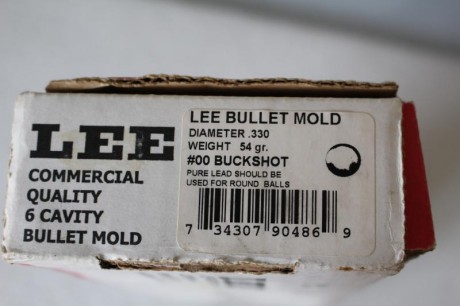 LEE
COMMERCIAL
QUALITY
6 CAVITY
BULLET MOLD
LEE BULLET MOLD
DIAMETER .330
WEIGHT 54 gr.
#00 BUCKSHOT
PURE LEAD SHOULD BE
USED FOR ROUND BALLS
7 34307 90486 9